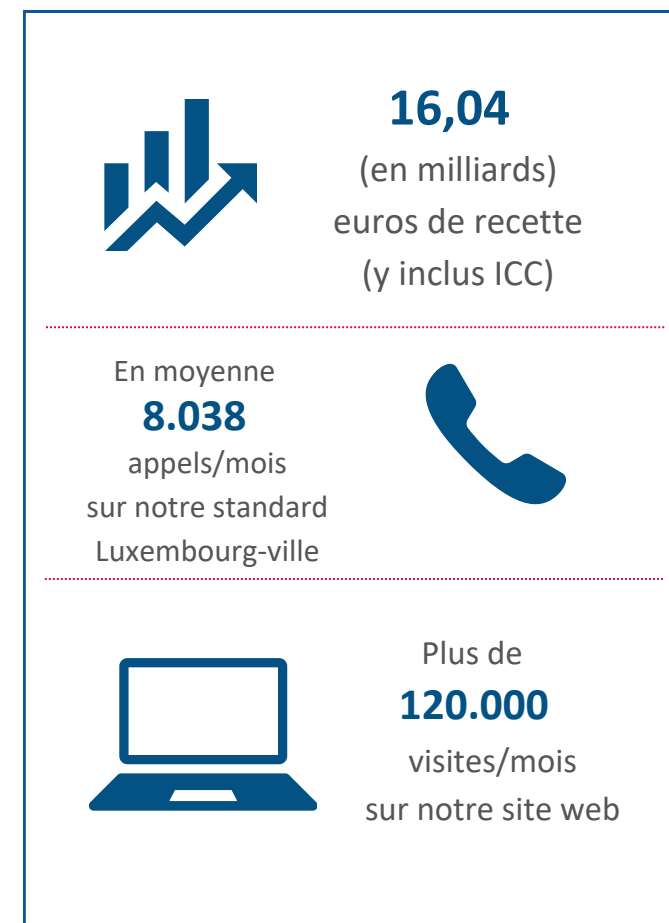 16,04
(en milliards)
euros de recette
(y inclus ICC)
En moyenne
8.038
appels/mois
sur notre standard
Luxembourg-ville
Plus de
120.000
visites/mois
sur notre site web